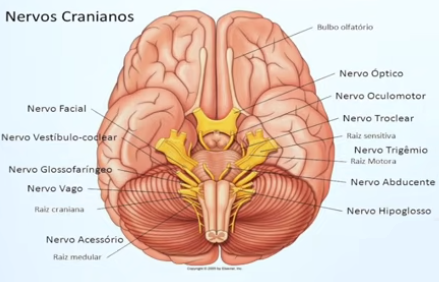 Nervos Cranianos
Bulbo olfatório
Nervo Óptico
Nervo Oculomotor
Nervo Troclear
Raiz sensitiva
Nervo Trigêmio
Raiz Motora
Nervo Abducente
Nervo Hipoglosso
Nervo Facial
Nervo Vestíbulo-coclear
Nervo Glossofaríngeo
Nervo Vago
Raiz craniana
Nervo Acessório
Raiz medular